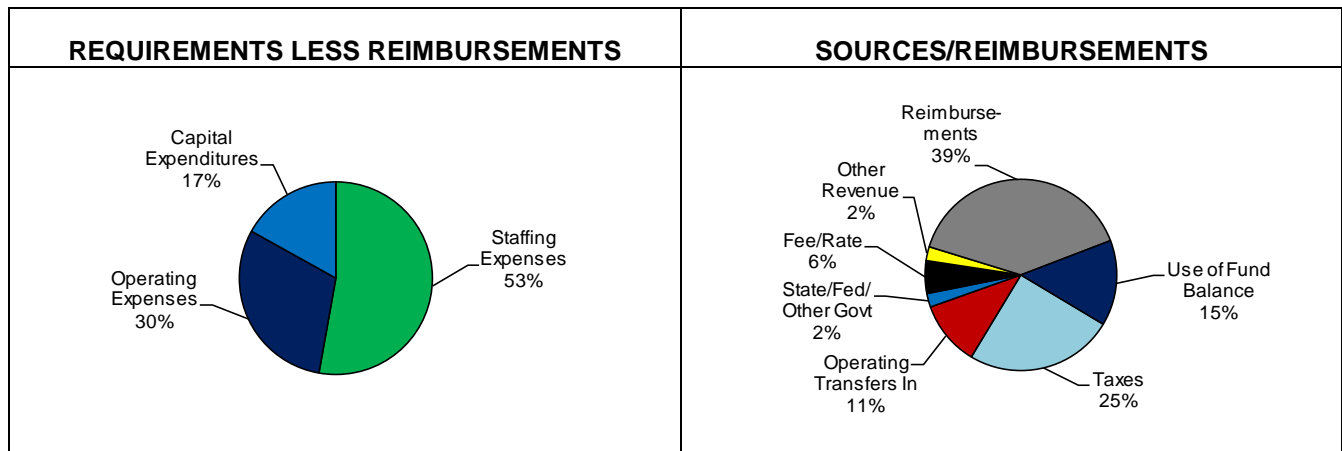 REQUIREMENTS LESS REIMBURSEMENTS
Capital
Expenditures
17%
Staffing
Expenses
53%
Operating
Expenses
30%
SOURCES/REIMBURSEMENTS
Reimburse-
ments
39%
Other
Revenue
2%
Fee/Rate
6%
State/Fed/
Other Govt
2%
Operating
Transfers In
11%
Taxes
25%
Use of Fund
Balance
15%